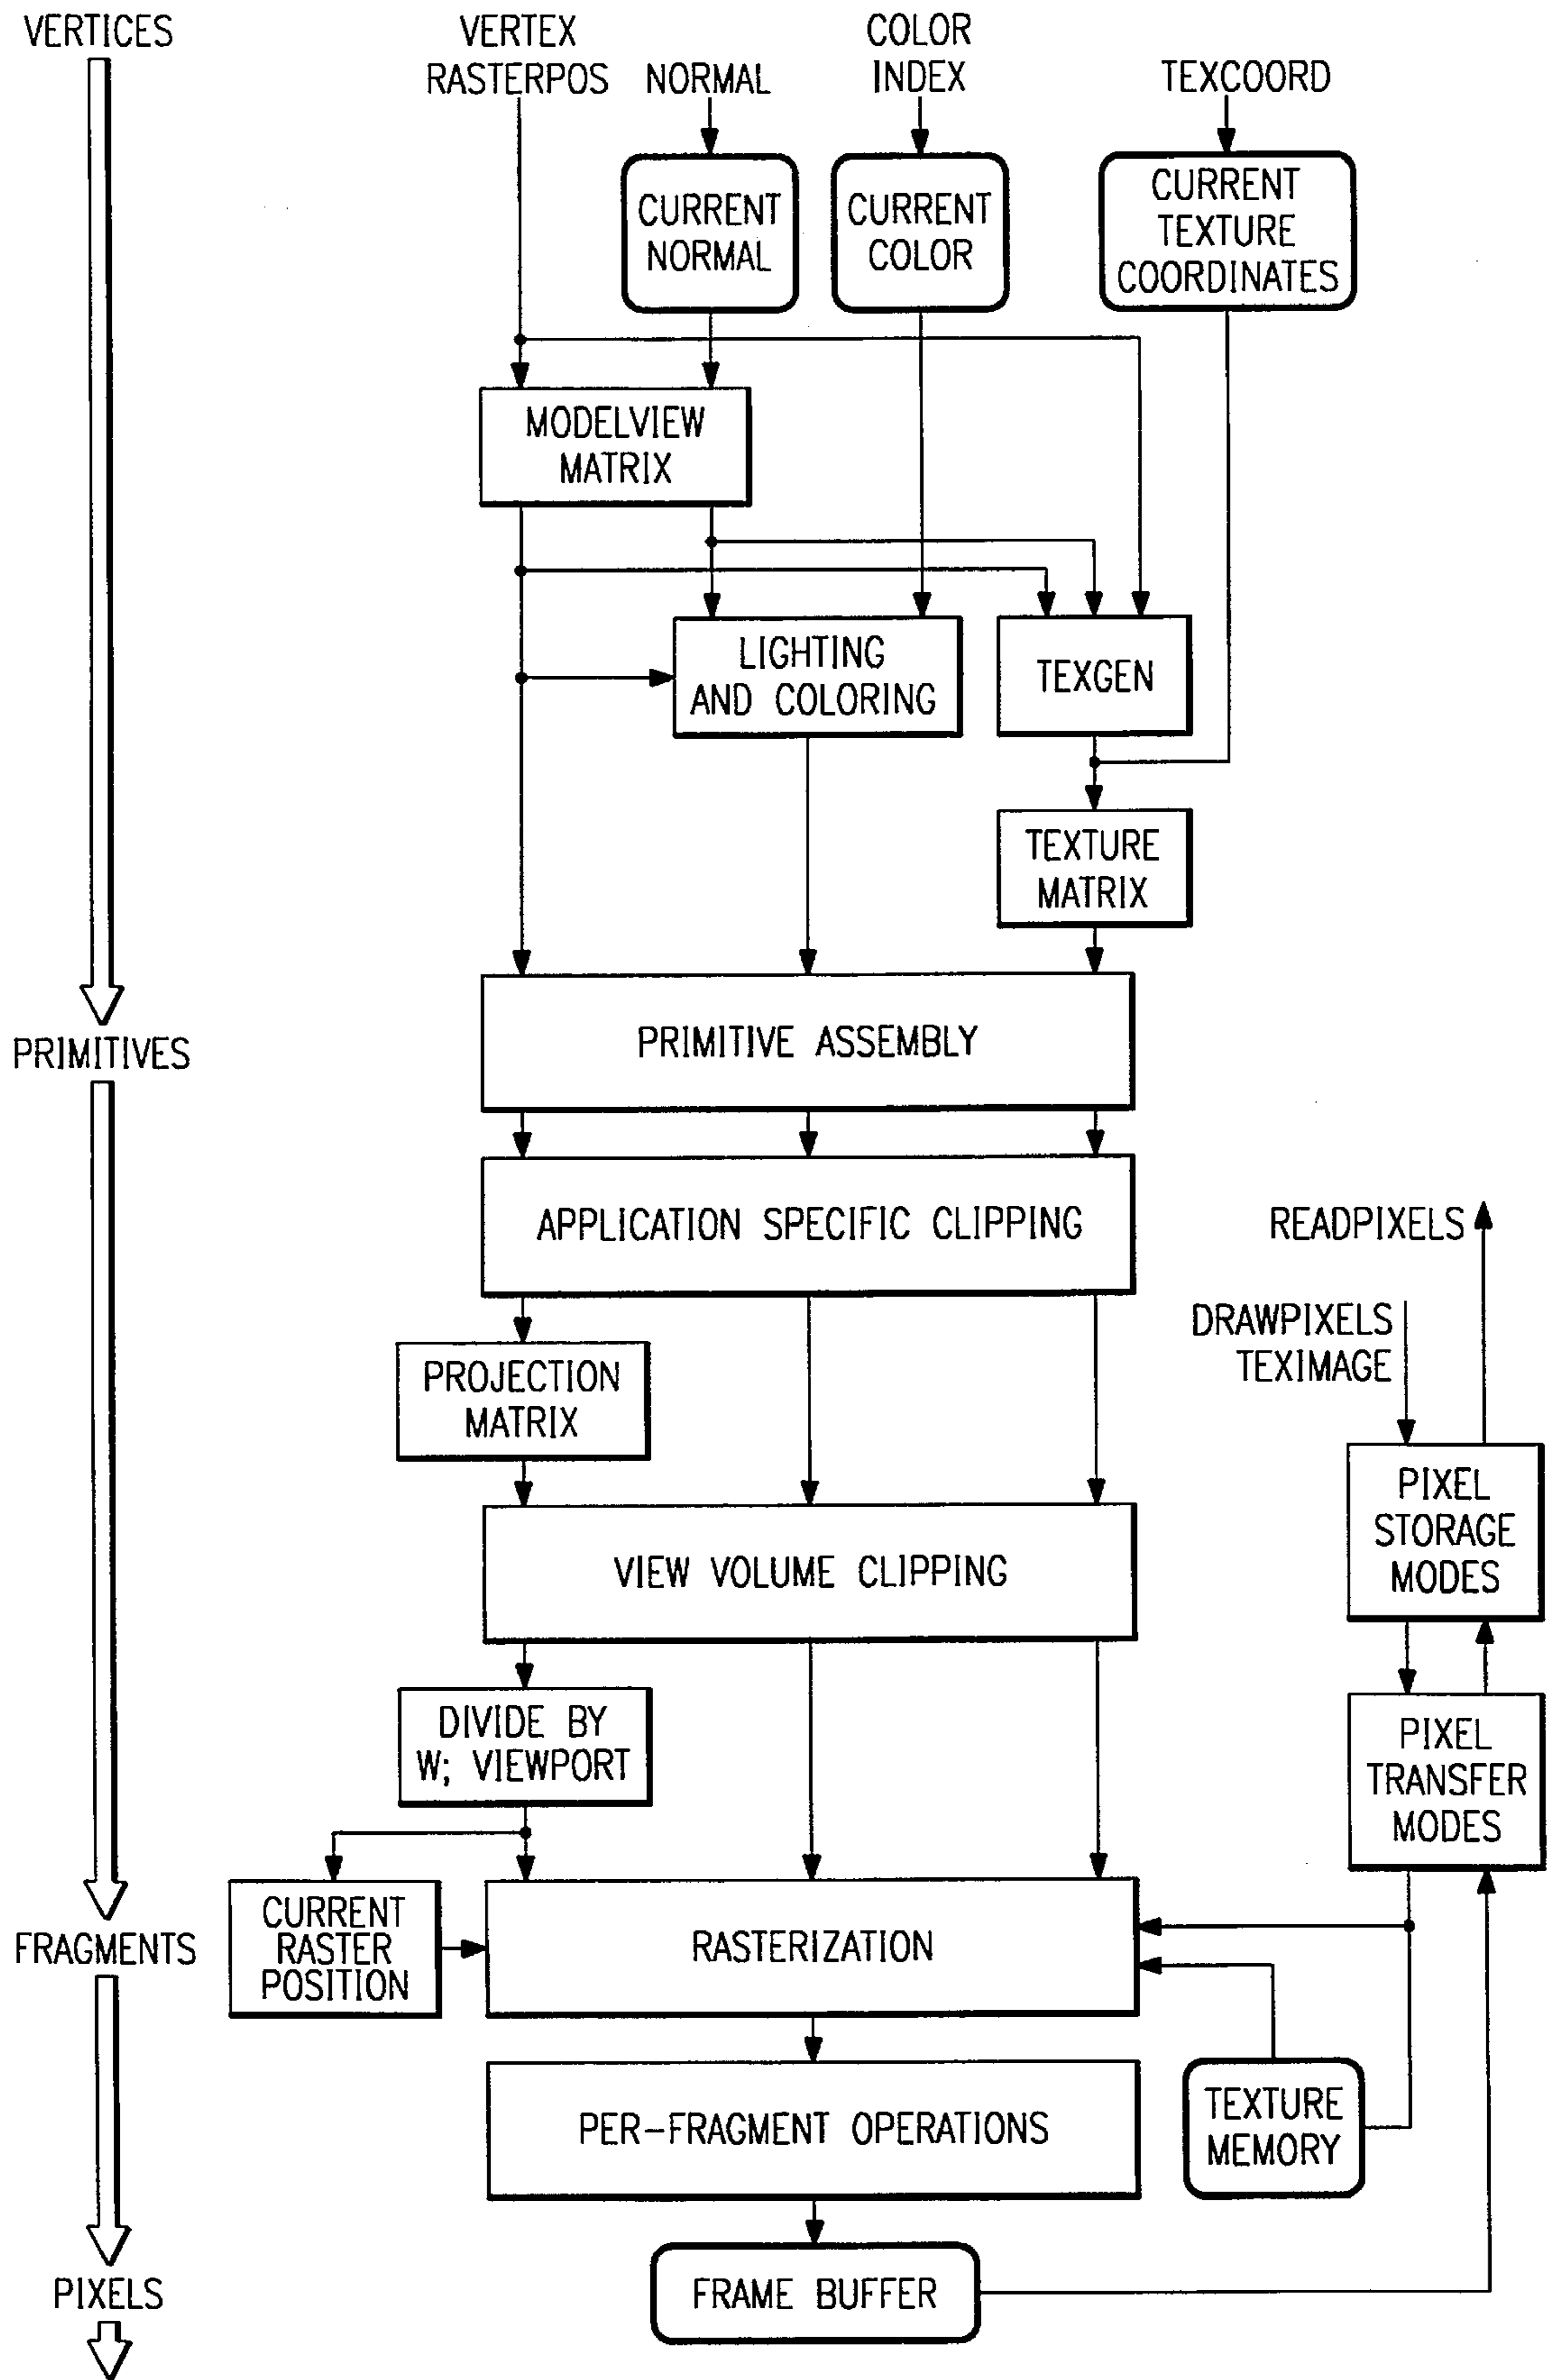 VERTICES
VERTEX
RASTERPOS
NORMAL
COLOR
INDEX
TEXCOORD
CURRENT
NORMAL
CURRENT
COLOR
CURRENT
TEXTURE
COORDINATES
MODELVIEW
MATRIX
LIGHTING
AND COLORING
TEXGEN
TEXTURE
MATRIX
PRIMITIVES
PRIMITIVE ASSEMBLY
APPLICATION SPECIFIC CLIPPING
READPIXELS
DRAWPIXELS
TEXIMAGE
PROJECTION
MATRIX
PIXEL
STORAGE
MODES
VIEW VOLUME CLIPPING
DIVIDE BY
W; VIEWPORT
PIXEL
TRANSFER
MODES
FRAGMENTS
CURRENT
RASTER
POSITION
RASTERIZATION
PER-FRAGMENT OPERATIONS
TEXTURE
MEMORY
PIXELS
FRAME BUFFER